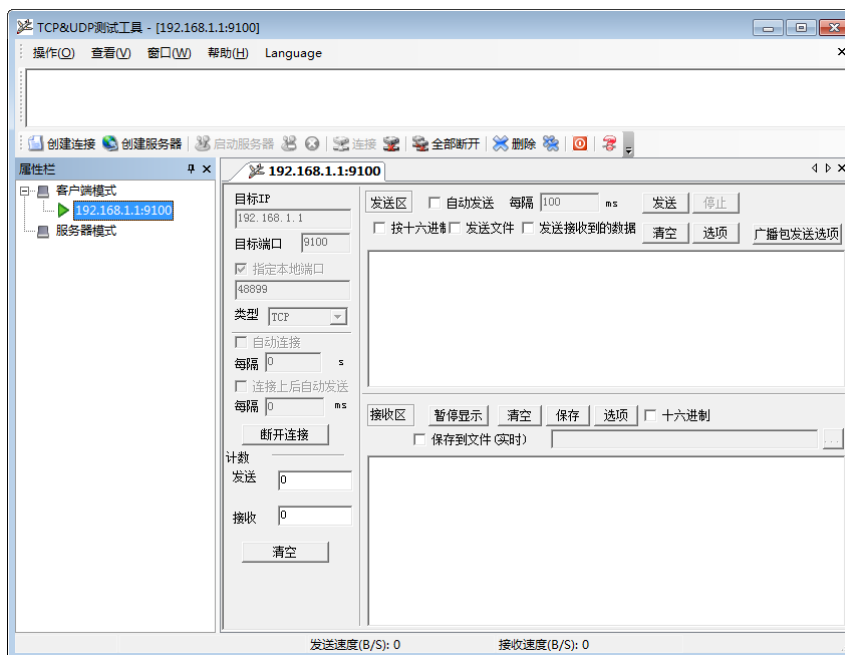 TCP&UDP测试工具 - [192.168.1.1:9100]
操作(O) 查看(V) 窗口(W) 帮助(H) Language
创建连接 创建服务器 启动服务器 连接 全部断开 删除
属性栏
客户端模式
192.168.1.1:9100
服务器模式
192.168.1.1:9100
目标IP
192.168.1.1
目标端口 9100
指定本地端口
48899
类型 TCP
自动连接
每隔 0 s
连接上后自动发送
每隔 0 ms
断开连接
计数
发送 0
接收 0
清空
发送区 自动发送 每隔 100 ms 发送 停止
按十六进制 发送文件 发送接收到的数据 清空 选项 广播包发送选项
接收区 暂停显示 清空 保存 选项 十六进制
保存到文件(实时) ...
发送速度(B/S): 0 接收速度(B/S): 0